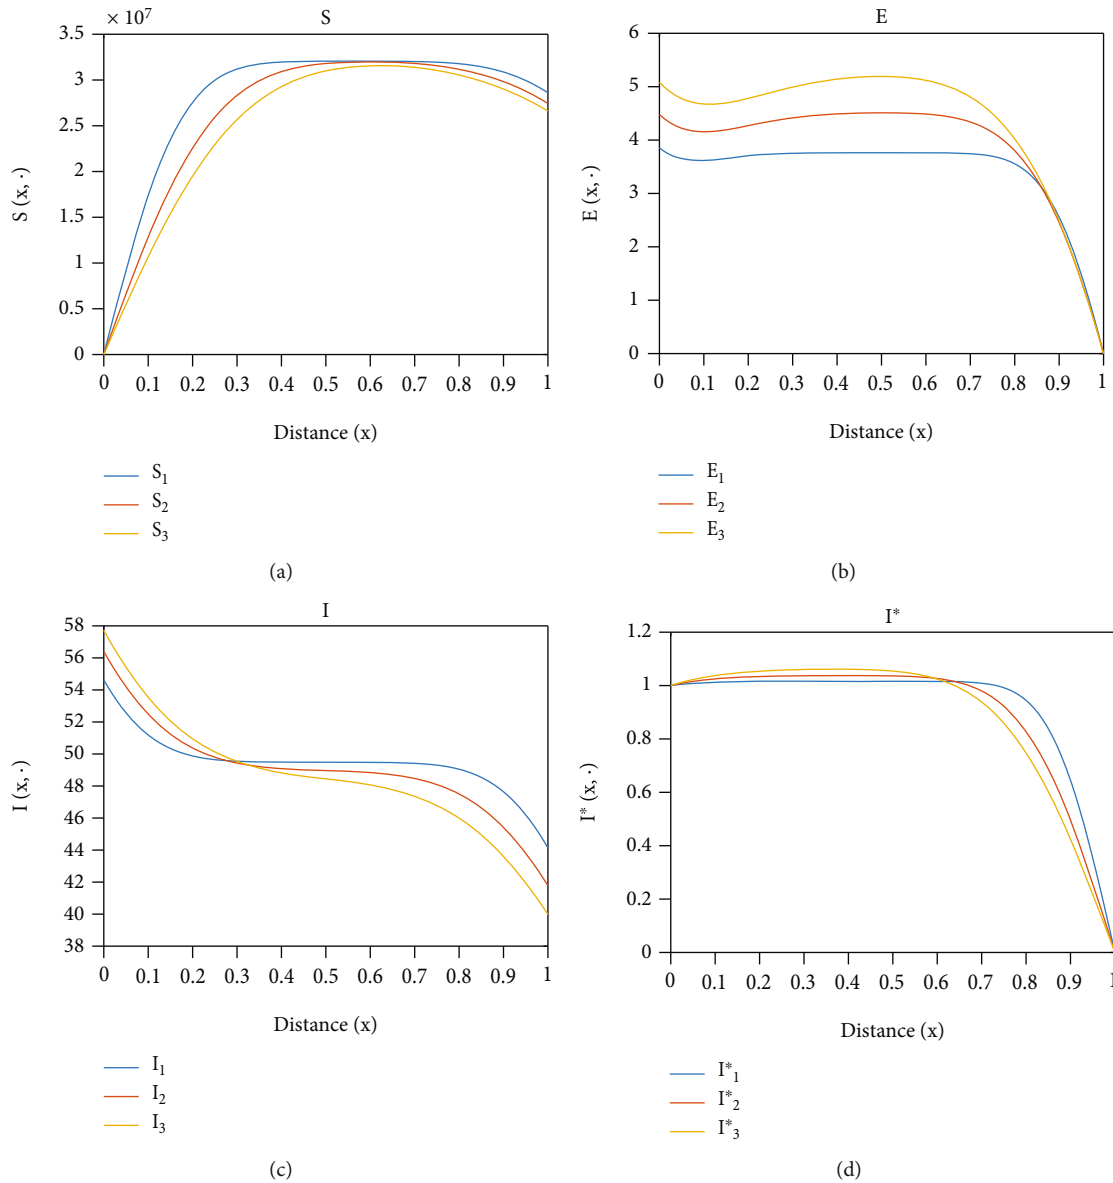 S
× 10⁷
3.5
3
2.5
2
1.5
1
0.5
0
S (x, ·)
0 0.1 0.2 0.3 0.4 0.5 0.6 0.7 0.8 0.9 1
Distance (x)
S₁
S₂
S₃
(a)
E
6
5
4
3
2
1
0
E (x, ·)
0 0.1 0.2 0.3 0.4 0.5 0.6 0.7 0.8 0.9 1
Distance (x)
E₁
E₂
E₃
(b)
I
58
56
54
52
50
48
46
44
42
40
38
I (x, ·)
0 0.1 0.2 0.3 0.4 0.5 0.6 0.7 0.8 0.9 1
Distance (x)
I₁
I₂
I₃
(c)
I*
1.2
1
0.8
0.6
0.4
0.2
0
I* (x, ·)
0 0.1 0.2 0.3 0.4 0.5 0.6 0.7 0.8 0.9 1
Distance (x)
I*₁
I*₂
I*₃
(d)